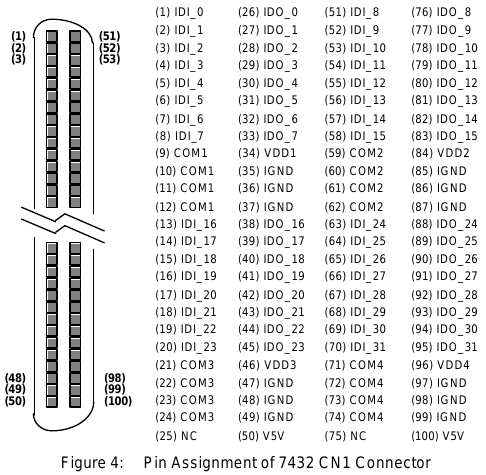 (1) (51)
(2) (52)
(3) (53)
(48) (98)
(49) (99)
(50) (100)
(1) IDI_0 (26) IDO_0 (51) IDI_8 (76) IDO_8
(2) IDI_1 (27) IDO_1 (52) IDI_9 (77) IDO_9
(3) IDI_2 (28) IDO_2 (53) IDI_10 (78) IDO_10
(4) IDI_3 (29) IDO_3 (54) IDI_11 (79) IDO_11
(5) IDI_4 (30) IDO_4 (55) IDI_12 (80) IDO_12
(6) IDI_5 (31) IDO_5 (56) IDI_13 (81) IDO_13
(7) IDI_6 (32) IDO_6 (57) IDI_14 (82) IDO_14
(8) IDI_7 (33) IDO_7 (58) IDI_15 (83) IDO_15
(9) COM1 (34) VDD1 (59) COM2 (84) VDD2
(10) COM1 (35) IGND (60) COM2 (85) IGND
(11) COM1 (36) IGND (61) COM2 (86) IGND
(12) COM1 (37) IGND (62) COM2 (87) IGND
(13) IDI_16 (38) IDO_16 (63) IDI_24 (88) IDO_24
(14) IDI_17 (39) IDO_17 (64) IDI_25 (89) IDO_25
(15) IDI_18 (40) IDO_18 (65) IDI_26 (90) IDO_26
(16) IDI_19 (41) IDO_19 (66) IDI_27 (91) IDO_27
(17) IDI_20 (42) IDO_20 (67) IDI_28 (92) IDO_28
(18) IDI_21 (43) IDO_21 (68) IDI_29 (93) IDO_29
(19) IDI_22 (44) IDO_22 (69) IDI_30 (94) IDO_30
(20) IDI_23 (45) IDO_23 (70) IDI_31 (95) IDO_31
(21) COM3 (46) VDD3 (71) COM4 (96) VDD4
(22) COM3 (47) IGND (72) COM4 (97) IGND
(23) COM3 (48) IGND (73) COM4 (98) IGND
(24) COM3 (49) IGND (74) COM4 (99) IGND
(25) NC (50) V5V (75) NC (100) V5V
Figure 4: Pin Assignment of 7432 CN1 Connector